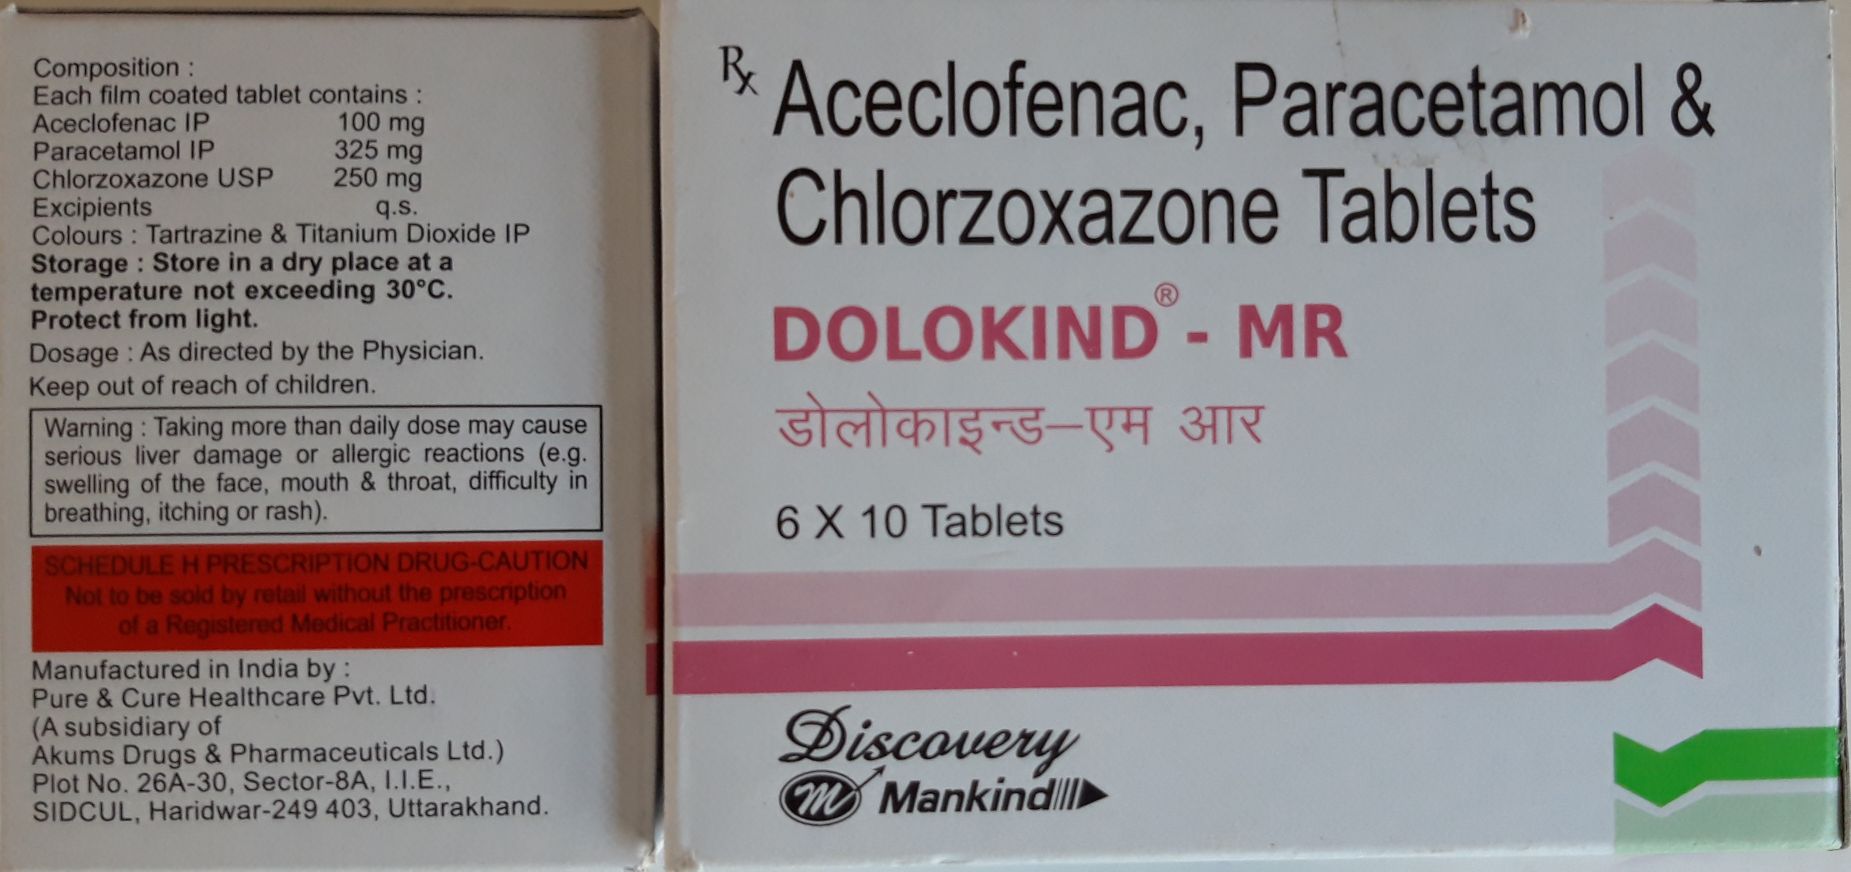 Composition :
Each film coated tablet contains :
Aceclofenac IP 100 mg
Paracetamol IP 325 mg
Chlorzoxazone USP 250 mg
Excipients q.s.
Colours : Tartrazine & Titanium Dioxide IP
Storage : Store in a dry place at a
temperature not exceeding 30°C.
Protect from light.
Dosage : As directed by the Physician.
Keep out of reach of children.
Warning : Taking more than daily dose may cause
serious liver damage or allergic reactions (e.g.
swelling of the face, mouth & throat, difficulty in
breathing, itching or rash).
SCHEDULE H PRESCRIPTION DRUG-CAUTION
Not to be sold by retail without the prescription
of a Registered Medical Practitioner.
Manufactured in India by :
Pure & Cure Healthcare Pvt. Ltd.
(A subsidiary of
Akums Drugs & Pharmaceuticals Ltd.)
Plot No. 26A-30, Sector-8A, I.I.E.,
SIDCUL, Haridwar-249 403, Uttarakhand.
Rx Aceclofenac, Paracetamol &
Chlorzoxazone Tablets
DOLOKIND® - MR
डोलोकाइन्ड–एम आर
6 X 10 Tablets
Discovery
m Mankind